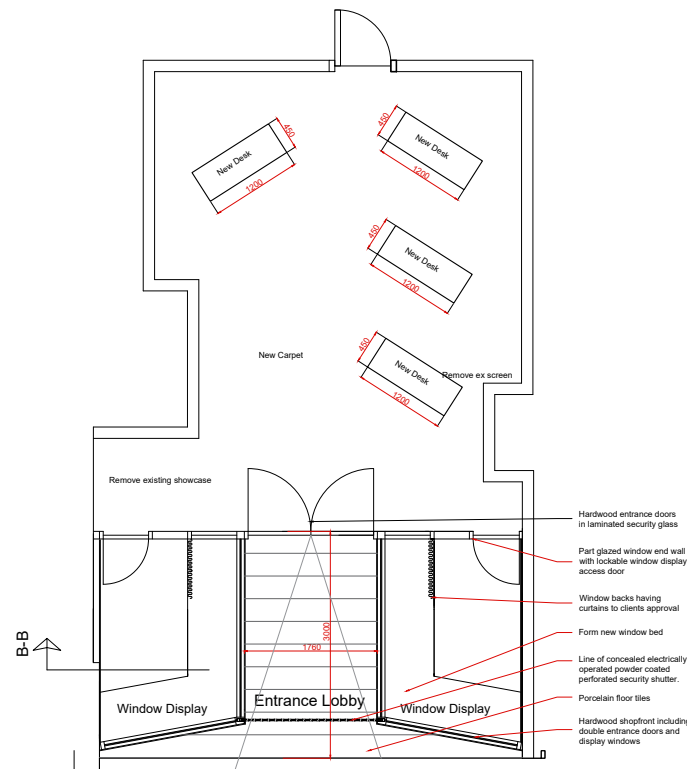 450
New Desk
1200
450
New Desk
1200
450
New Desk
1200
New Carpet
450
New Desk
1200
Remove ex screen
Remove existing showcase
Hardwood entrance doors
in laminated security glass
Part glazed window end wall
with lockable window display
access door
Window backs having
curtains to clients approval
Form new window bed
Line of concealed electrically
operated powder coated
perforated security shutter.
Porcelain floor tiles
Hardwood shopfront including
double entrance doors and
display windows
B-B
3000
1760
Window Display
Entrance Lobby
Window Display